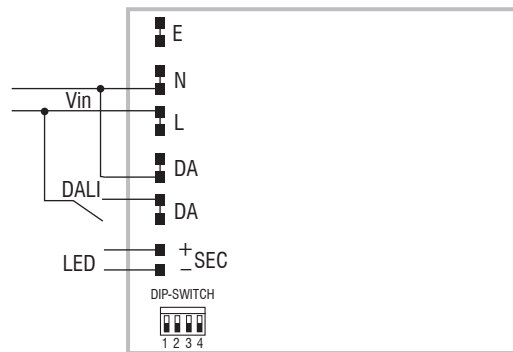 E
N
Vin
L
DA
DALI
DA
+
LED
– SEC
DIP-SWITCH
1 2 3 4